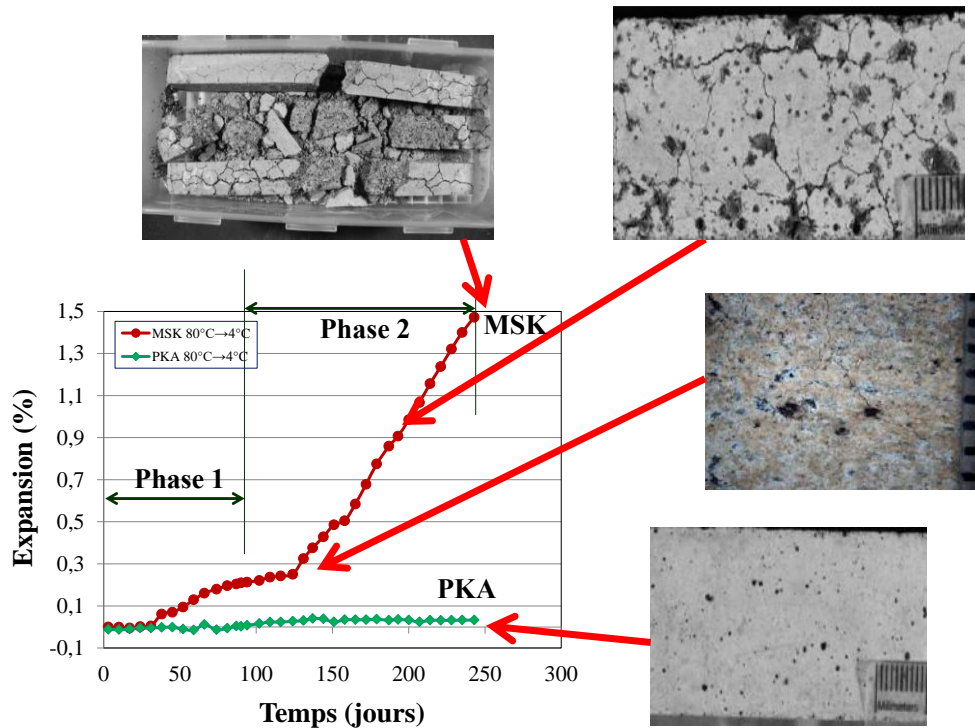 Millimeters
1,5
1,3
1,1
0,9
0,7
0,5
0,3
0,1
-0,1
Expansion (%)
MSK 80°C→4°C
PKA 80°C→4°C
Phase 2
MSK
Phase 1
PKA
0
50
100
150
200
250
300
Temps (jours)
Millimeters